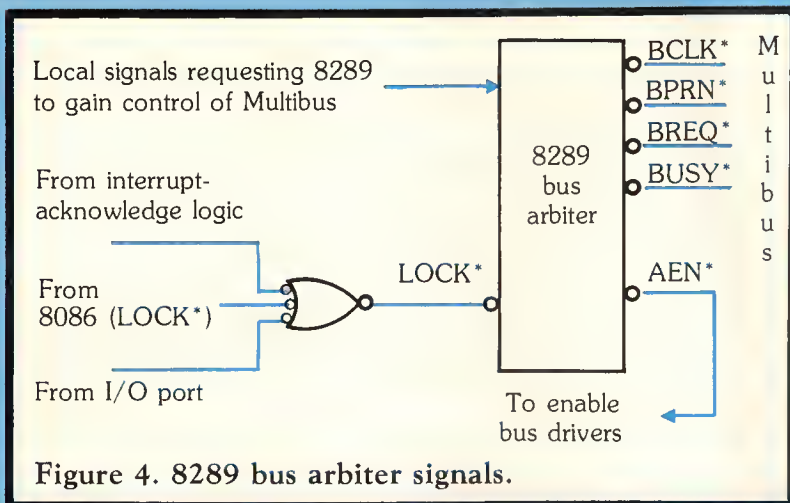 Local signals requesting 8289
to gain control of Multibus
From interrupt-
acknowledge logic
From
8086 (LOCK*)
From I/O port
LOCK*
8289
bus
arbiter
BCLK*
BPRN*
BREQ*
BUSY*
AEN*
To enable
bus drivers
Multibus
Figure 4. 8289 bus arbiter signals.